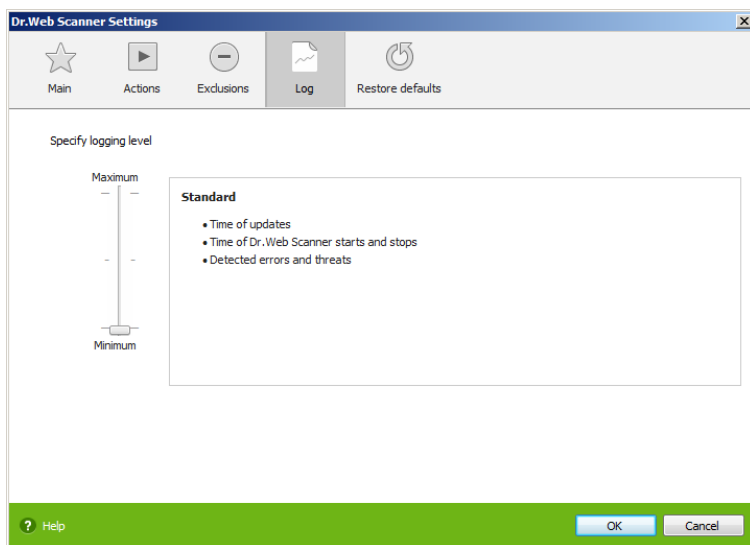 Dr.Web Scanner Settings
Main
Actions
Exclusions
Log
Restore defaults
Specify logging level
Maximum
Minimum
Standard
• Time of updates
• Time of Dr.Web Scanner starts and stops
• Detected errors and threats
? Help
OK
Cancel